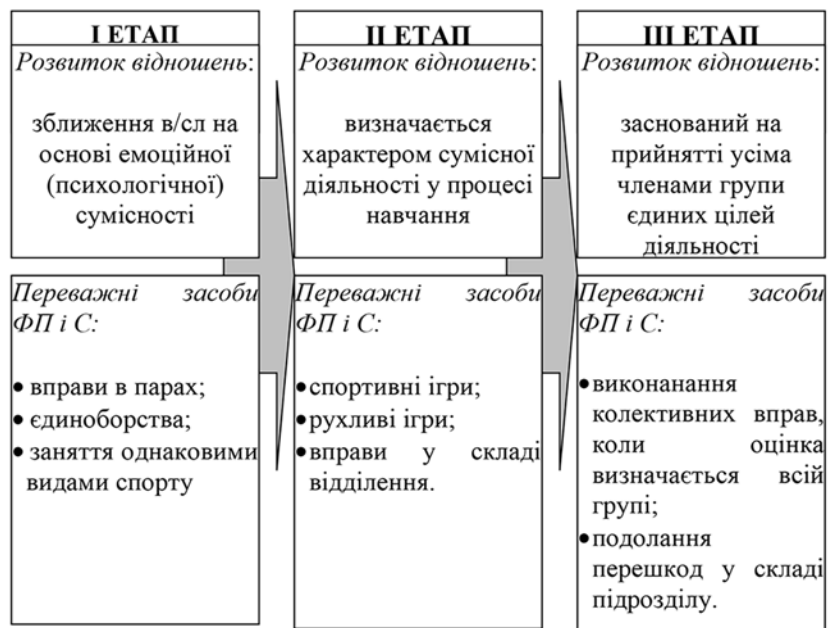 І ЕТАП
Розвиток відношень:
зближення в/сл на
основі емоційної
(психологічної)
сумісності
Переважні засоби
ФП і С:
• вправи в парах;
• єдиноборства;
• заняття однаковими
видами спорту
ІІ ЕТАП
Розвиток відношень:
визначається
характером сумісної
діяльності у процесі
навчання
Переважні засоби
ФП і С:
• спортивні ігри;
• рухливі ігри;
• вправи у складі
відділення.
ІІІ ЕТАП
Розвиток відношень:
заснований на
прийнятті усіма
членами групи
єдиних цілей
діяльності
Переважні засоби
ФП і С:
• виконанання
колективних вправ,
коли оцінка
визначається всій
групі;
• подолання
перешкод у складі
підрозділу.